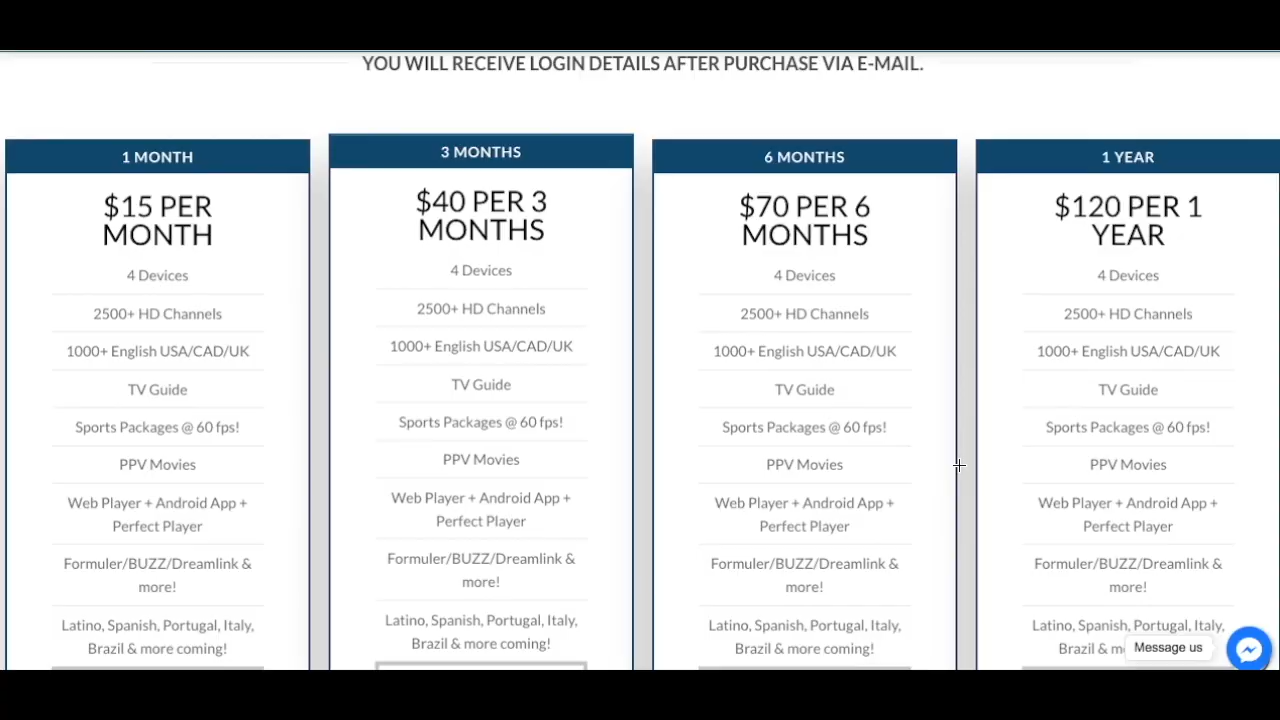 YOU WILL RECEIVE LOGIN DETAILS AFTER PURCHASE VIA E-MAIL.
1 MONTH
$15 PER
MONTH
4 Devices
2500+ HD Channels
1000+ English USA/CAD/UK
TV Guide
Sports Packages @ 60 fps!
PPV Movies
Web Player + Android App +
Perfect Player
Formuler/BUZZ/Dreamlink &
more!
Latino, Spanish, Portugal, Italy,
Brazil & more coming!
3 MONTHS
$40 PER 3
MONTHS
4 Devices
2500+ HD Channels
1000+ English USA/CAD/UK
TV Guide
Sports Packages @ 60 fps!
PPV Movies
Web Player + Android App +
Perfect Player
Formuler/BUZZ/Dreamlink &
more!
Latino, Spanish, Portugal, Italy,
Brazil & more coming!
6 MONTHS
$70 PER 6
MONTHS
4 Devices
2500+ HD Channels
1000+ English USA/CAD/UK
TV Guide
Sports Packages @ 60 fps!
PPV Movies
Web Player + Android App +
Perfect Player
Formuler/BUZZ/Dreamlink &
more!
Latino, Spanish, Portugal, Italy,
Brazil & more coming!
1 YEAR
$120 PER 1
YEAR
4 Devices
2500+ HD Channels
1000+ English USA/CAD/UK
TV Guide
Sports Packages @ 60 fps!
PPV Movies
Web Player + Android App +
Perfect Player
Formuler/BUZZ/Dreamlink &
more!
Latino, Spanish, Portugal, Italy,
Brazil & m
Message us